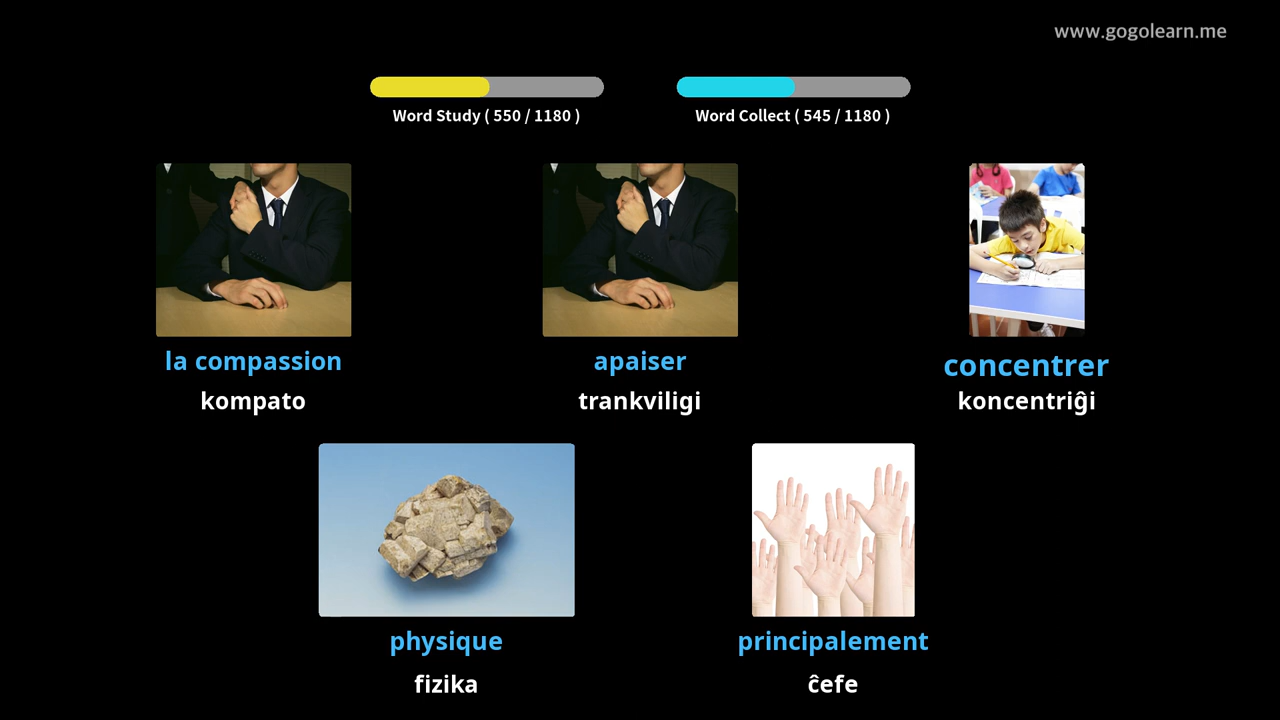 www.gogolearn.me
Word Study ( 550 / 1180 )
Word Collect ( 545 / 1180 )
la compassion
apaiser
concentrer
kompato
trankviligi
koncentriĝi
physique
principalement
fizika
ĉefe